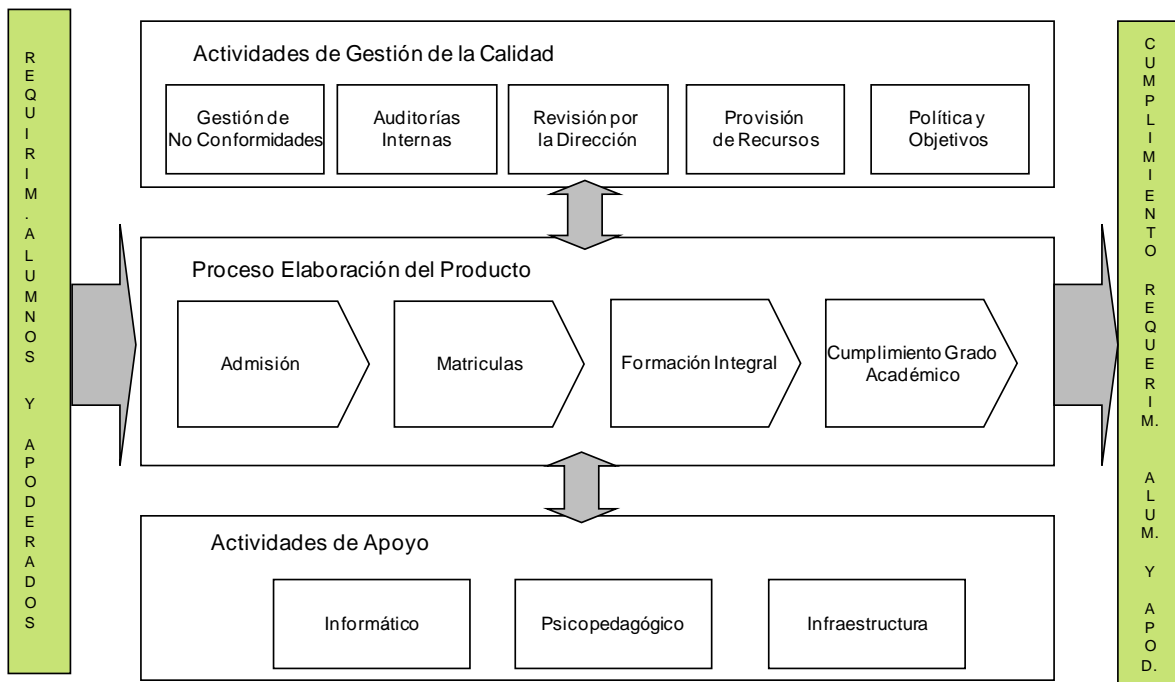 REQUIRIM. ALUMNOS Y APODERADOS
Actividades de Gestión de la Calidad
Gestión de
No Conformidades
Auditorías
Internas
Revisión por
la Dirección
Provisión
de Recursos
Política y
Objetivos
Proceso Elaboración del Producto
Admisión
Matriculas
Formación Integral
Cumplimiento Grado
Académico
Actividades de Apoyo
Informático
Psicopedagógico
Infraestructura
CUMPLIMIENTO REQUERIM. ALUM. Y APOD.